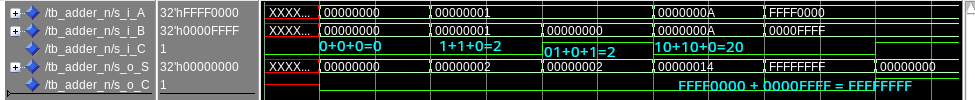 /tb_adder_n/s_i_A 32'hFFFF0000 XXXX... 00000000 00000001 0000000A FFFF0000
/tb_adder_n/s_i_B 32'h0000FFFF XXXX... 00000000 00000001 00000000 0000000A 0000FFFF
/tb_adder_n/s_i_C 1 0+0+0=0 1+1+0=2 01+0+1=2 10+10+0=20
/tb_adder_n/s_o_S 32'h00000000 XXXX... 00000000 00000002 00000002 00000014 FFFFFFFF 00000000
/tb_adder_n/s_o_C 1 FFFF0000 + 0000FFFF = FFFFFFFF